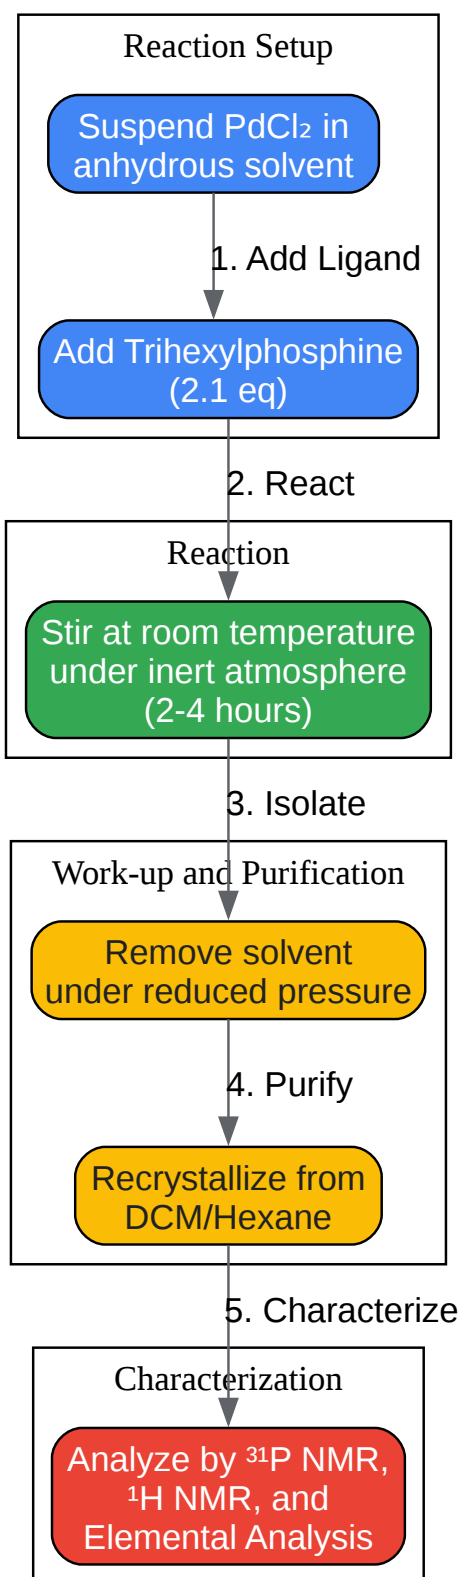 Reaction Setup
Suspend PdCl₂ in
anhydrous solvent
1. Add Ligand
Add Trihexylphosphine
(2.1 eq)
2. React
Reaction
Stir at room temperature
under inert atmosphere
(2-4 hours)
3. Isolate
Work-up and Purification
Remove solvent
under reduced pressure
4. Purify
Recrystallize from
DCM/Hexane
5. Characterize
Characterization
Analyze by ³¹P NMR,
¹H NMR, and
Elemental Analysis